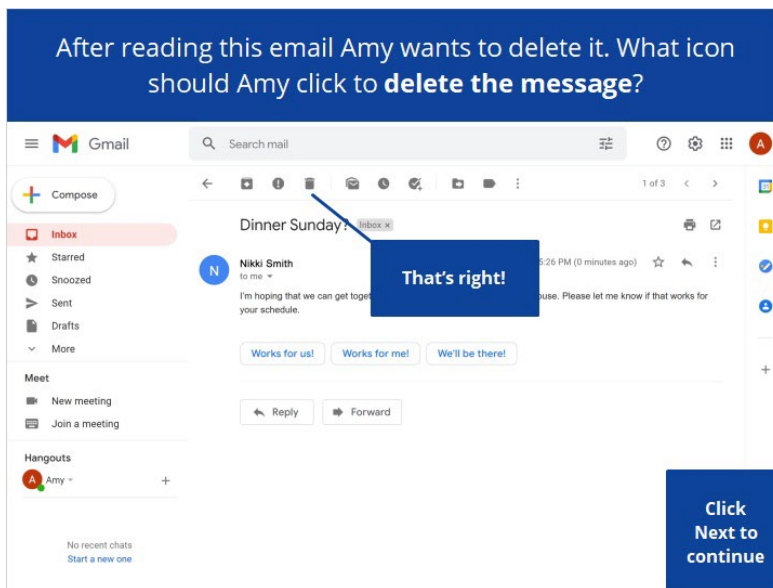 After reading this email Amy wants to delete it. What icon
should Amy click to delete the message?
Gmail
Search mail
A
Compose
1 of 3
Inbox
Starred
Snoozed
Sent
Drafts
More
Dinner Sunday?
Inbox x
N
Nikki Smith
5:26 PM (0 minutes ago)
to me
That's right!
I'm hoping that we can get
use. Please let me know if that works for
your schedule.
Works for us!
Works for me!
We'll be there!
Reply
Forward
Meet
New meeting
Join a meeting
Hangouts
A
Amy
No recent chats
Start a new one
Click
Next to
continue